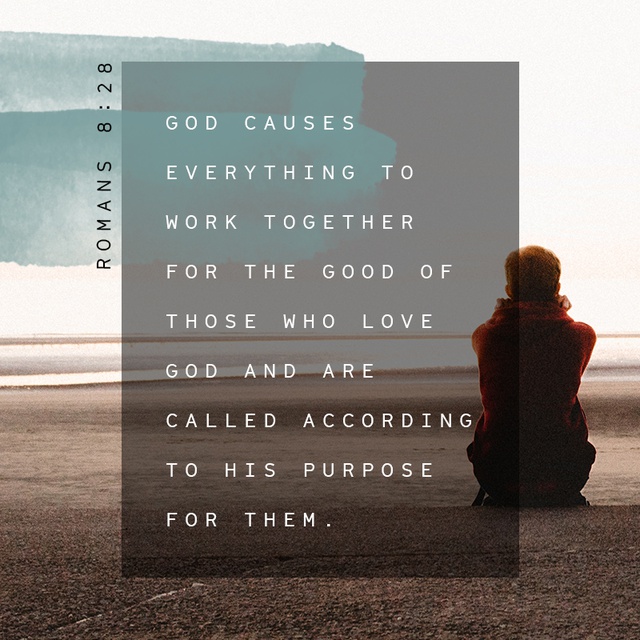 ROMANS 8:28
GOD CAUSES
EVERYTHING TO
WORK TOGETHER
FOR THE GOOD OF
THOSE WHO LOVE
GOD AND ARE
CALLED ACCORDING
TO HIS PURPOSE
FOR THEM.